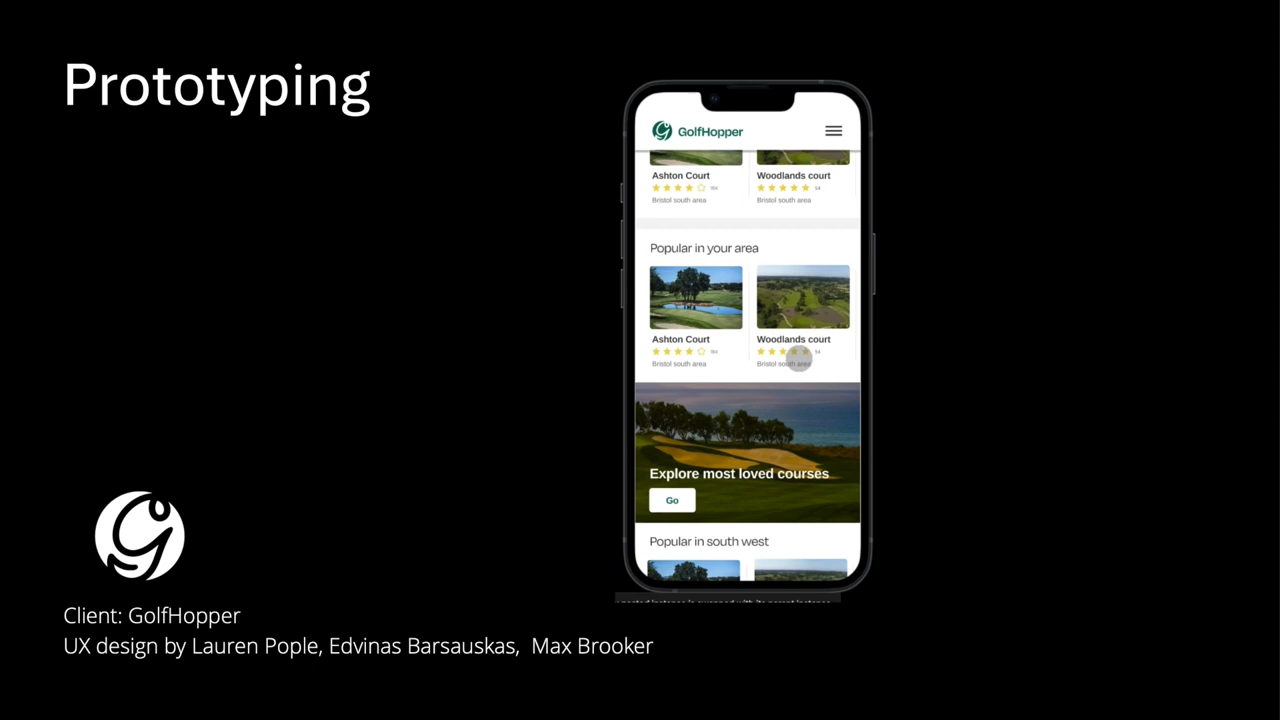 Prototyping
GolfHopper
Ashton Court
Woodlands court
54
Bristol south area
Bristol south area
Popular in your area
Ashton Court
Woodlands court
54
Bristol south area
Bristol south area
Explore most loved courses
Go
Popular in south west
Client: GolfHopper
UX design by Lauren Pople, Edvinas Barsauskas, Max Brooker